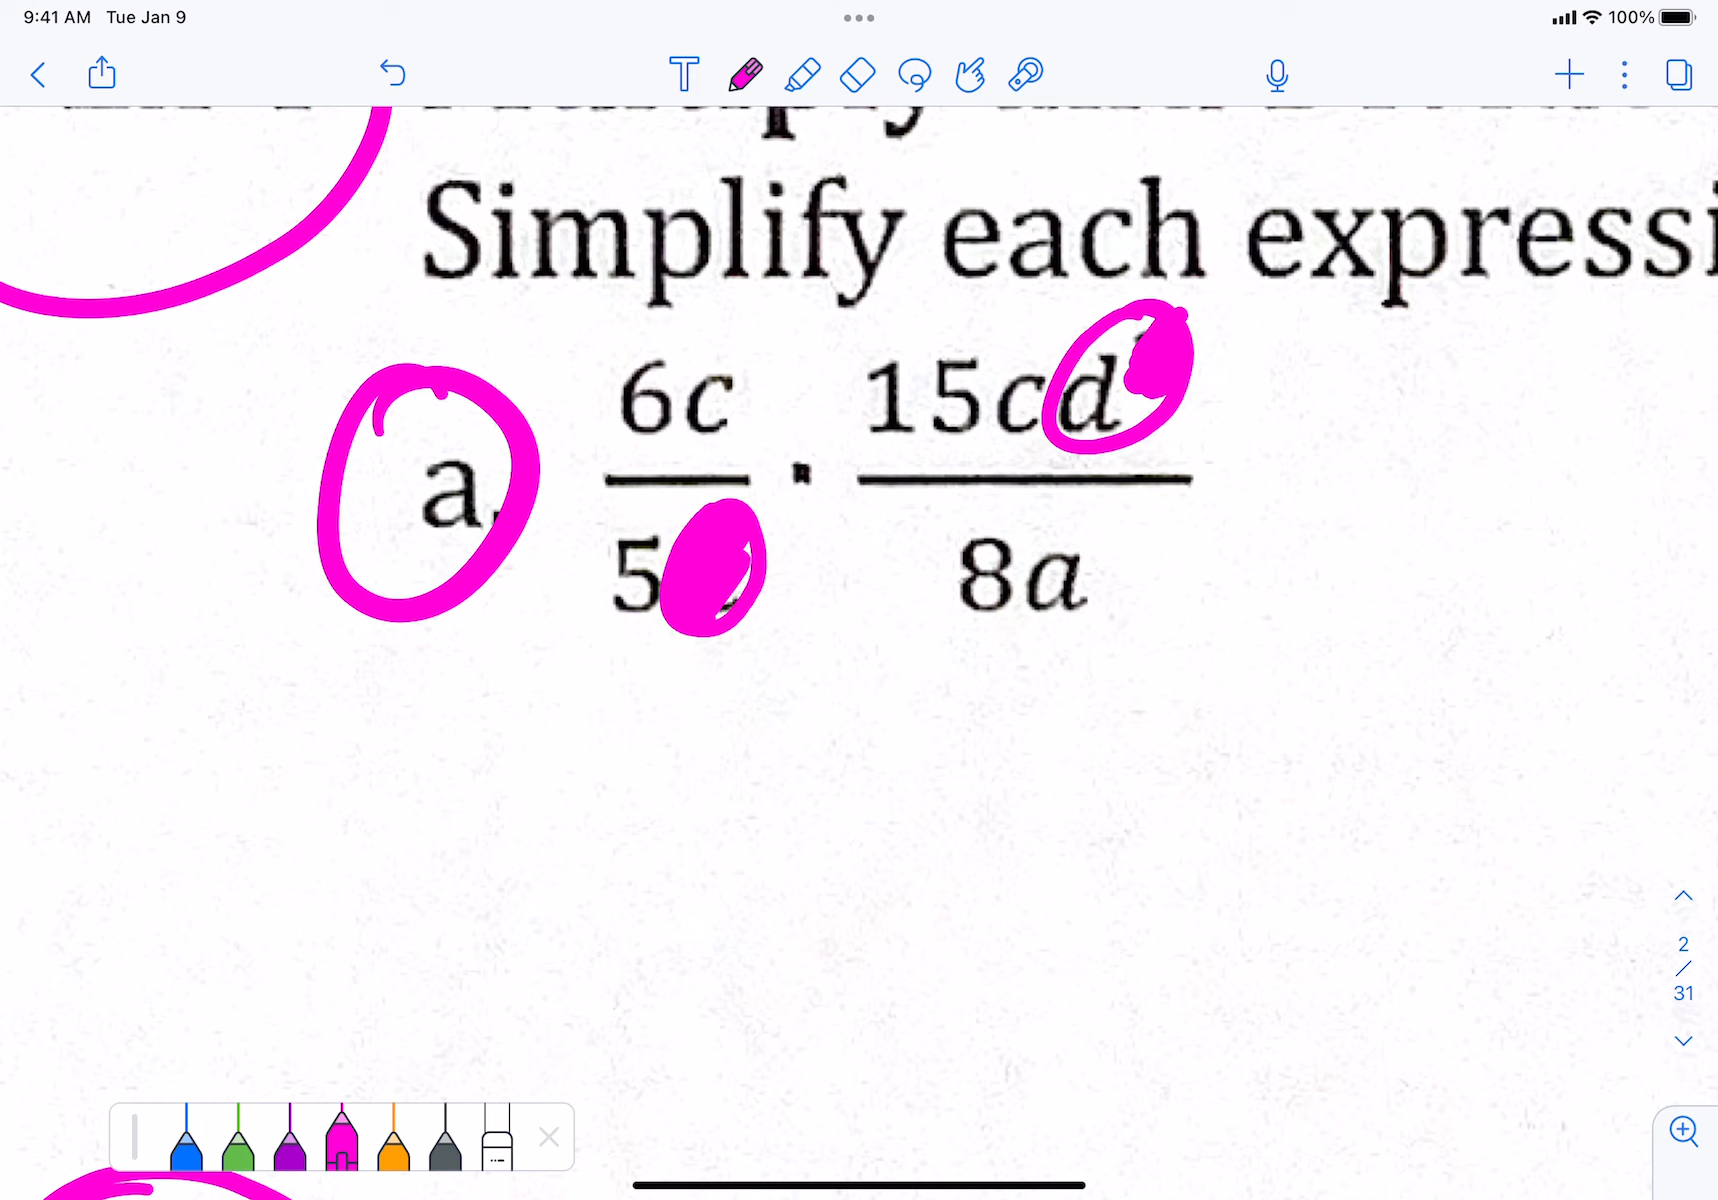 9:41 AM Tue Jan 9
100%
T
Simplify each expressi
6c 15cd
a. ·
5 8a
2
/
31